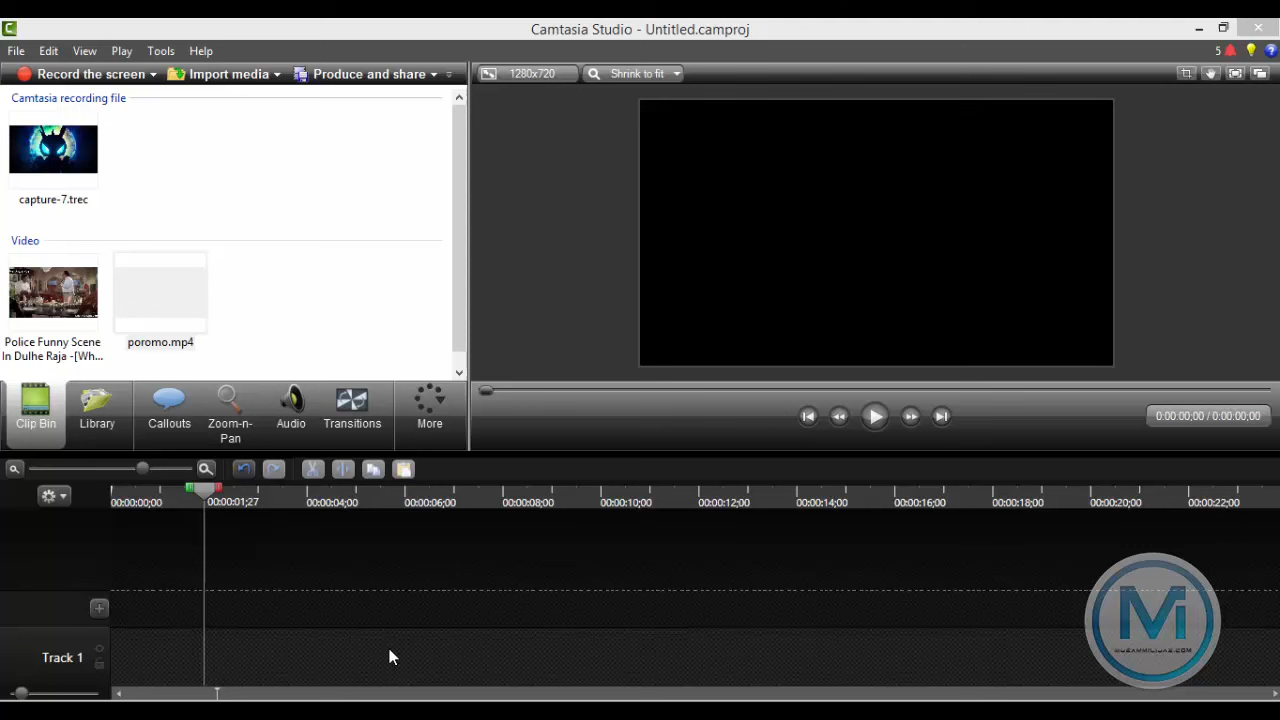 Camtasia Studio - Untitled.camproj
File Edit View Play Tools Help
5
Record the screen Import media Produce and share
1280x720 Shrink to fit
Camtasia recording file
capture-7.trec
Video
Police Funny Scene
In Dulhe Raja -[Wh...
poromo.mp4
Clip Bin
Library
Callouts
Zoom-n-
Pan
Audio
Transitions
More
0:00:00;00 / 0:00:00;00
00:00:00;00 00:00:01;27 00:00:04;00 00:00:06;00 00:00:08;00 00:00:10;00 00:00:12;00 00:00:14;00 00:00:16;00 00:00:18;00 00:00:20;00 00:00:22;00
Track 1
M